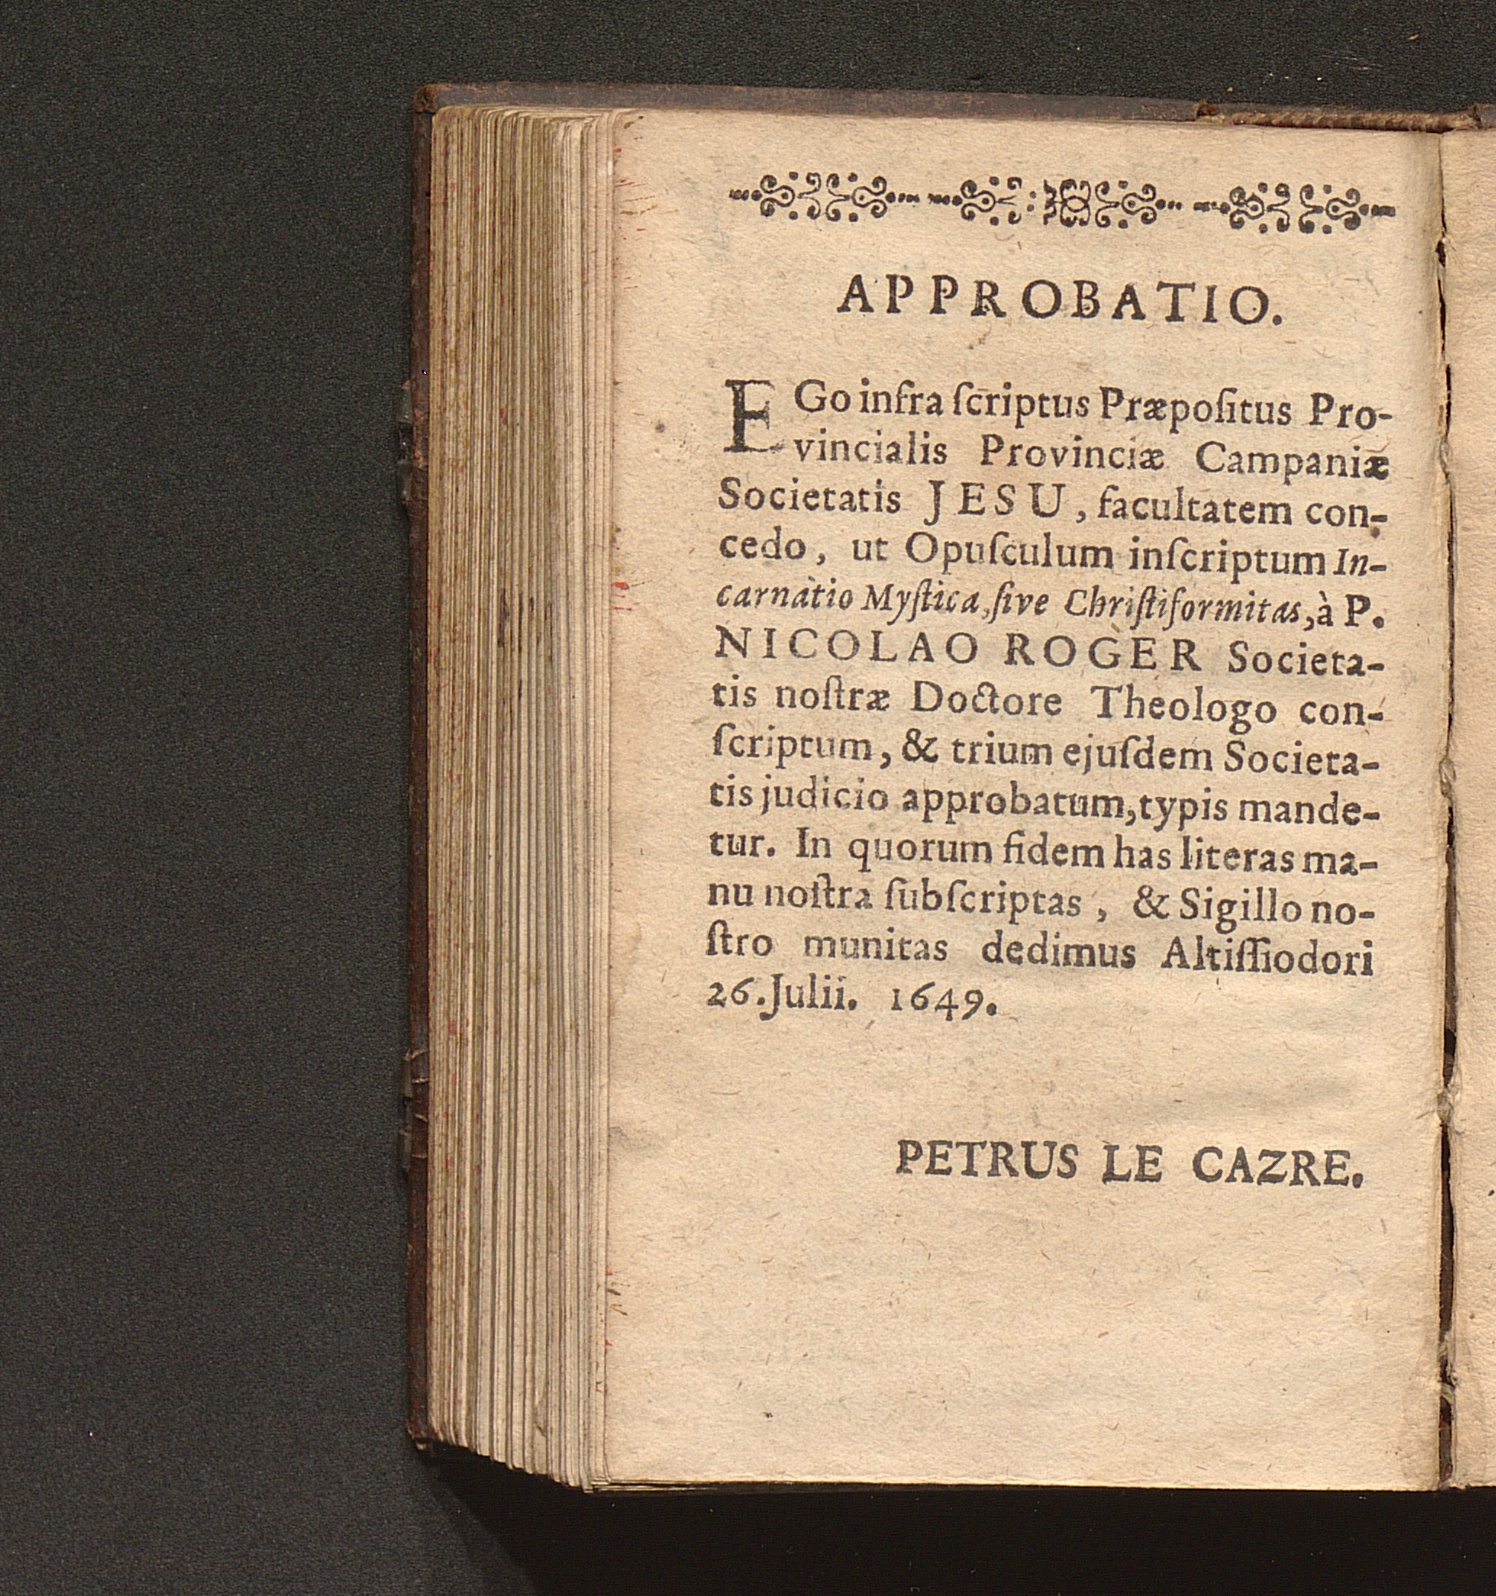 APPROBATIO.
EGo infra ſcriptus Præpoſitus Pro-
vincialis Provinciæ Campaniæ
Societatis JESU, facultatem con-
cedo, ut Opuſculum inſcriptum In-
carnatio Myſtica, ſive Chriſtiformitas, à P.
NICOLAO ROGER Societa-
tis noſtræ Doctore Theologo con-
ſcriptum, & trium ejuſdem Societa-
tis judicio approbatum, typis mande-
tur. In quorum fidem has literas ma-
nu noſtra ſubſcriptas, & Sigillo no-
ſtro munitas dedimus Altiſſiodori
26. Julii. 1649.
PETRUS LE CAZRE.